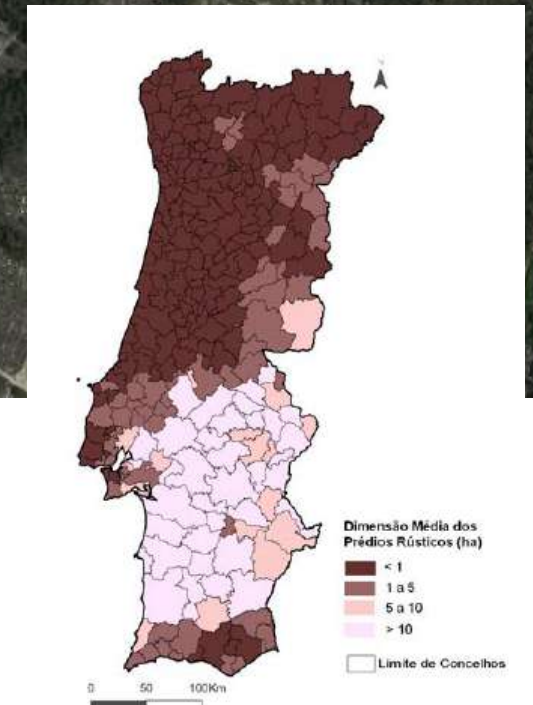 Dimensão Média dos
Prédios Rústicos (ha)
< 1
1 a 5
5 a 10
> 10
Limite de Concelhos
0 50 100Km